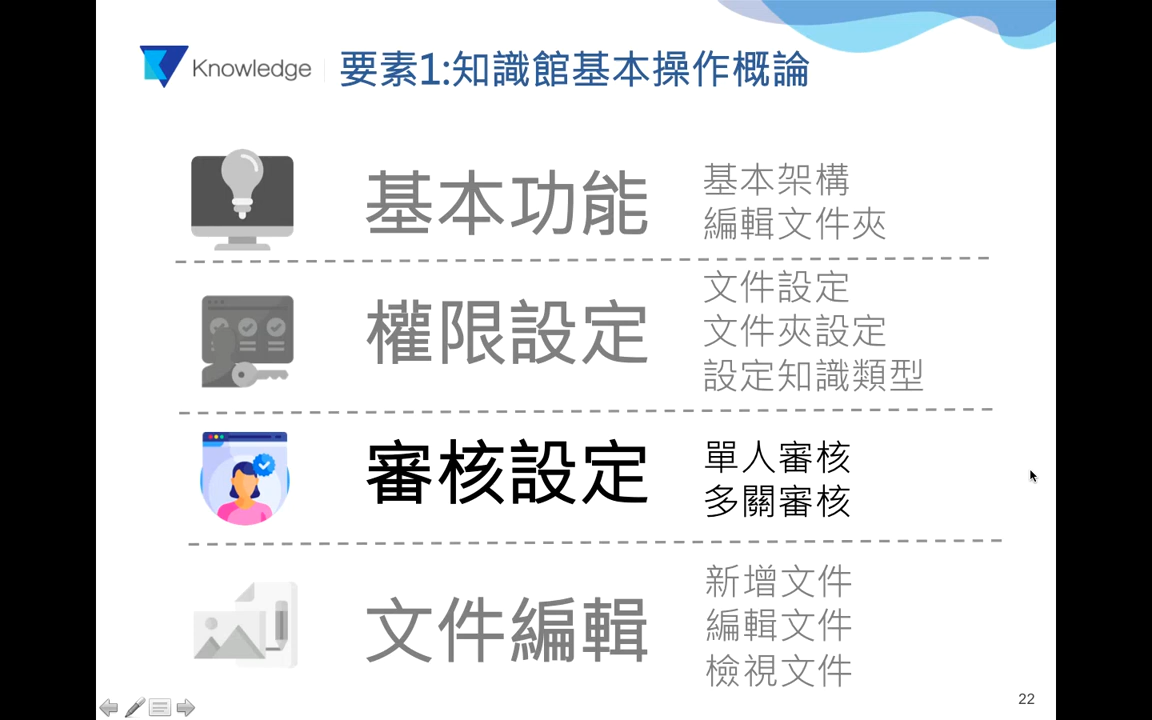 Knowledge
要素1:知識館基本操作概論
基本功能
基本架構
編輯文件夾
權限設定
文件設定
文件夾設定
設定知識類型
審核設定
單人審核
多關審核
文件編輯
新增文件
編輯文件
檢視文件
22